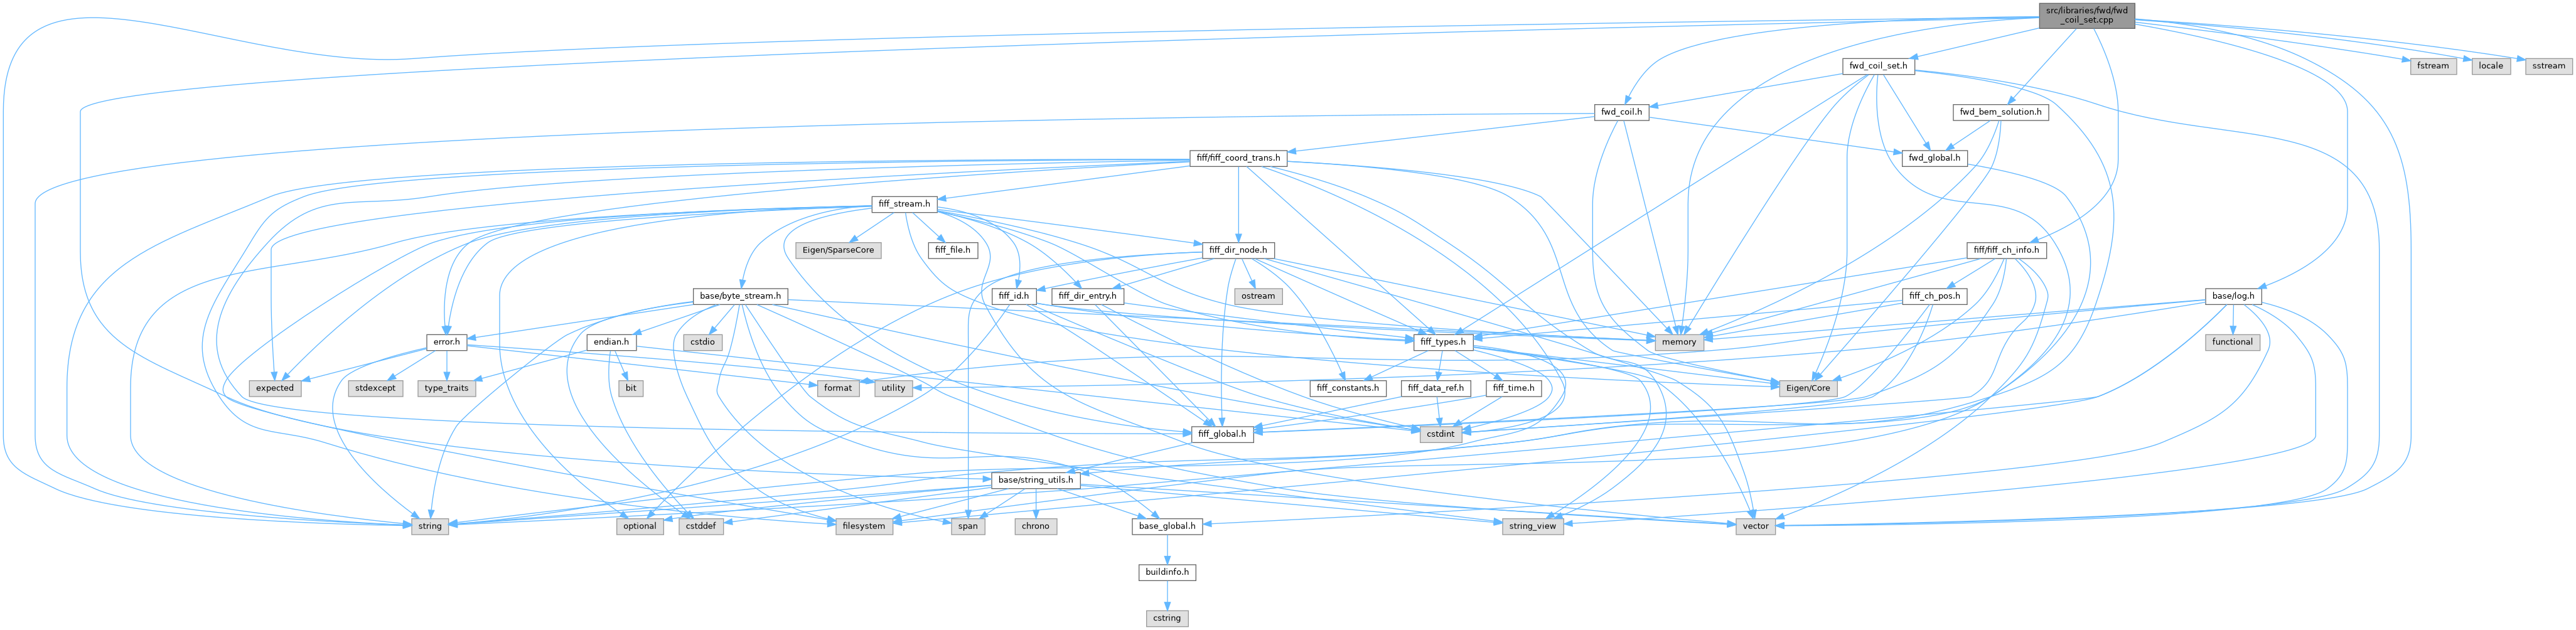 src/libraries/fwd/fwd
_coil_set.cpp
fwd_coil_set.h
fstream
locale
sstream
fwd_coil.h
fwd_bem_solution.h
fiff/fiff_coord_trans.h
fwd_global.h
fiff_stream.h
Eigen/SparseCore
fiff_file.h
fiff_dir_node.h
fiff/fiff_ch_info.h
base/byte_stream.h
fiff_id.h
fiff_dir_entry.h
ostream
fiff_ch_pos.h
base/log.h
error.h
cstdio
endian.h
fiff_types.h
memory
functional
expected
stdexcept
type_traits
bit
format
utility
fiff_constants.h
fiff_data_ref.h
fiff_time.h
Eigen/Core
fiff_global.h
cstdint
base/string_utils.h
string
optional
cstddef
filesystem
span
chrono
base_global.h
string_view
vector
buildinfo.h
cstring